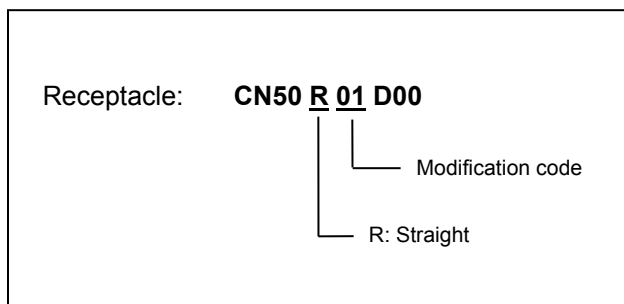 Receptacle: CN50 R 01 D00
Modification code
R: Straight